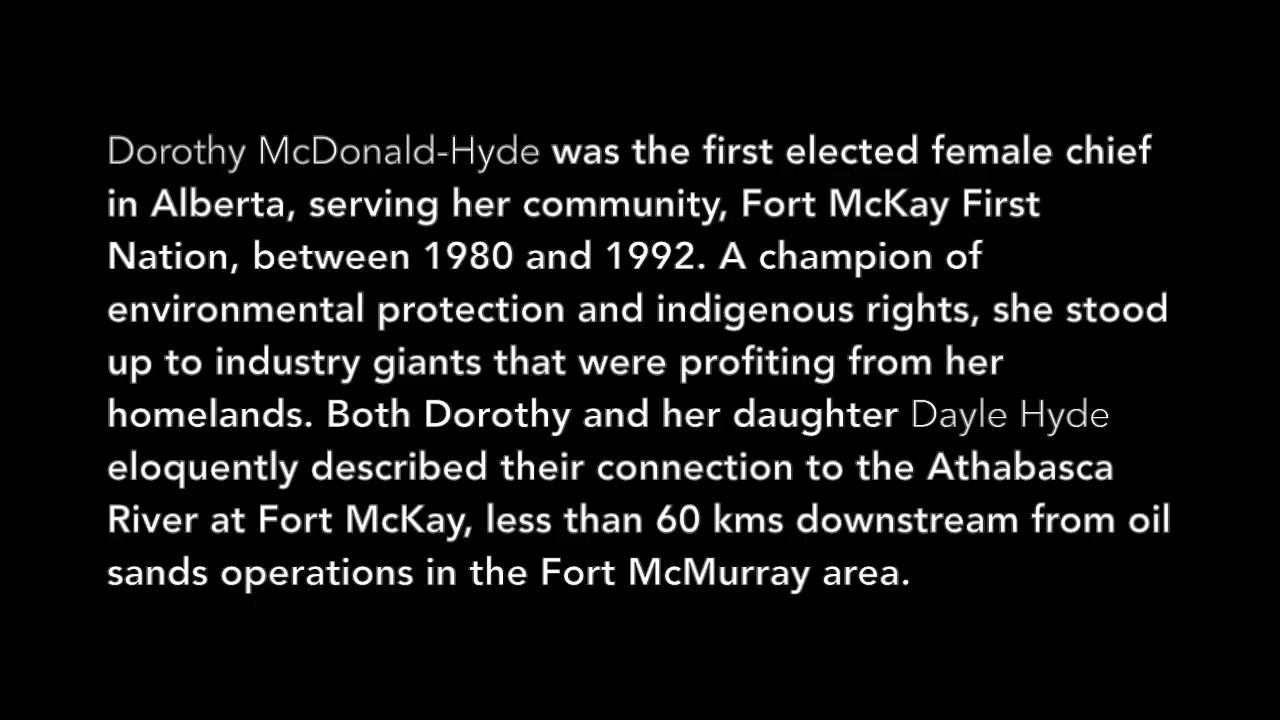 Dorothy McDonald-Hyde was the first elected female chief
in Alberta, serving her community, Fort McKay First
Nation, between 1980 and 1992. A champion of
environmental protection and indigenous rights, she stood
up to industry giants that were profiting from her
homelands. Both Dorothy and her daughter Dayle Hyde
eloquently described their connection to the Athabasca
River at Fort McKay, less than 60 kms downstream from oil
sands operations in the Fort McMurray area.